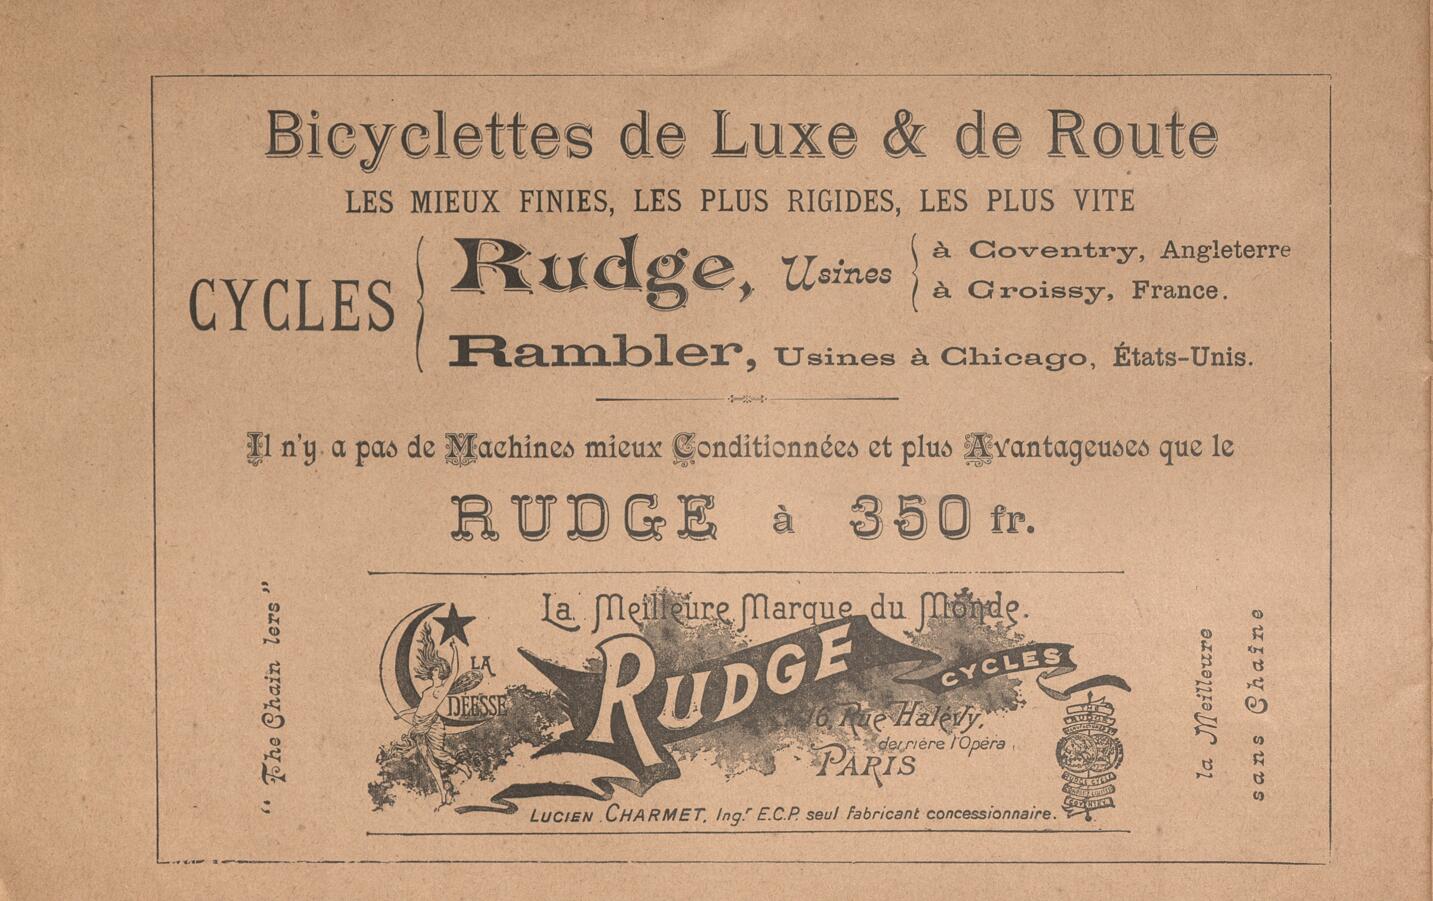 Bicyclettes de Luxe & de Route
LES MIEUX FINIES, LES PLUS RIGIDES, LES PLUS VITE
CYCLES
Rudge, Usines
à Coventry, Angleterre
à Croissy, France.
Rambler, Usines à Chicago, États-Unis.
Il n'y a pas de Machines mieux Conditionnées et plus Avantageuses que le
RUDGE à 350 fr.
“ The Chain lers ”
La Meilleure Marque du Monde.
LA
DÉESSE
RUDGE
CYCLES
16, Rue Halévy,
derrière l'Opéra,
PARIS
LUCIEN CHARMET, Ing.r E.C.P. seul fabricant concessionnaire.
la Meilleure
sans Chaîne